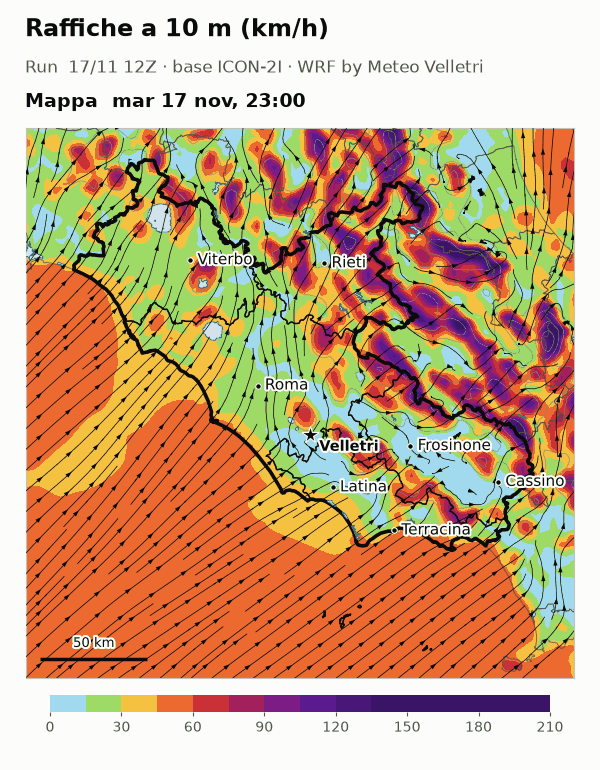 Raffiche a 10 m (km/h)
Run  17/11 12Z · base ICON-2I · WRF by Meteo Velletri
Mappa  mar 17 nov, 23:00
Viterbo
Rieti
Roma
Velletri
Frosinone
Latina
Cassino
Terracina
50 km
0 30 60 90 120 150 180 210